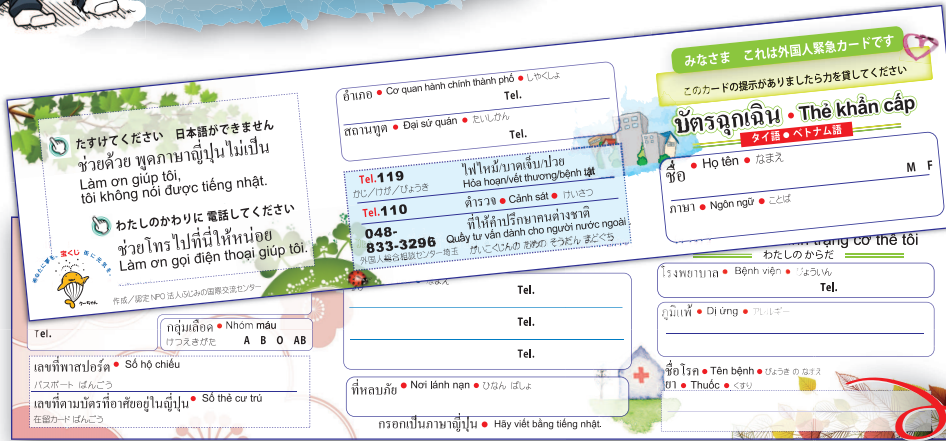 たすけてください　日本語ができません
ช่วยด้วย พูดภาษาญี่ปุ่นไม่เป็น
Làm ơn giúp tôi,
tôi không nói được tiếng nhật.
わたしのかわりに 電話してください
ช่วยโทรไปที่นี่ให้หน่อย
Làm ơn gọi điện thoại giúp tôi.
宝くじ
クーちゃん
作成／認定 NPO 法人ふじみの国際交流センター
อำเภอ ● Cơ quan hành chính thành phố ● しやくしょ
Tel.
สถานทูต ● Đại sứ quán ● たいしかん
Tel.
Tel.119 ไฟไหม้/บาดเจ็บ/ป่วย
かじ／けが／びょうき Hỏa hoạn/vết thương/bệnh tật
Tel.110 ตำรวจ ● Cảnh sát ● けいさつ
048-833-3296 ที่ให้คำปรึกษาคนต่างชาติ
Quầy tư vấn dành cho người nước ngoài
外国人総合相談センター埼玉 がいこくじんの ための そうだん まどぐち
みなさま　これは外国人緊急カードです
このカードの提示がありましたら力を貸してください
บัตรฉุกเฉิน ● Thẻ khẩn cấp
タイ語 ● ベトナム語
ชื่อ ● Họ tên ● なまえ
M F
ภาษา ● Ngôn ngữ ● ことば
trạng cơ thể tôi
わたしの からだ
Tel.
กลุ่มเลือด ● Nhóm máu
けつえきがた A B O AB
เลขที่พาสปอร์ต ● Số hộ chiếu
パスポート ばんごう
เลขที่ตามบัตรที่อาศัยอยู่ในญี่ปุ่น ● Số thẻ cư trú
在留カード ばんごう
なまえ
Tel.
Tel.
Tel.
ที่หลบภัย ● Nơi lánh nạn ● ひなん ばしょ
กรอกเป็นภาษาญี่ปุ่น ● Hãy viết bằng tiếng nhật.
โรงพยาบาล ● Bệnh viện ● びょういん
Tel.
ภูมิแพ้ ● Dị ứng ● アレルギー
ชื่อโรค ● Tên bệnh ● びょうき の なまえ
ยา ● Thuốc ● くすり